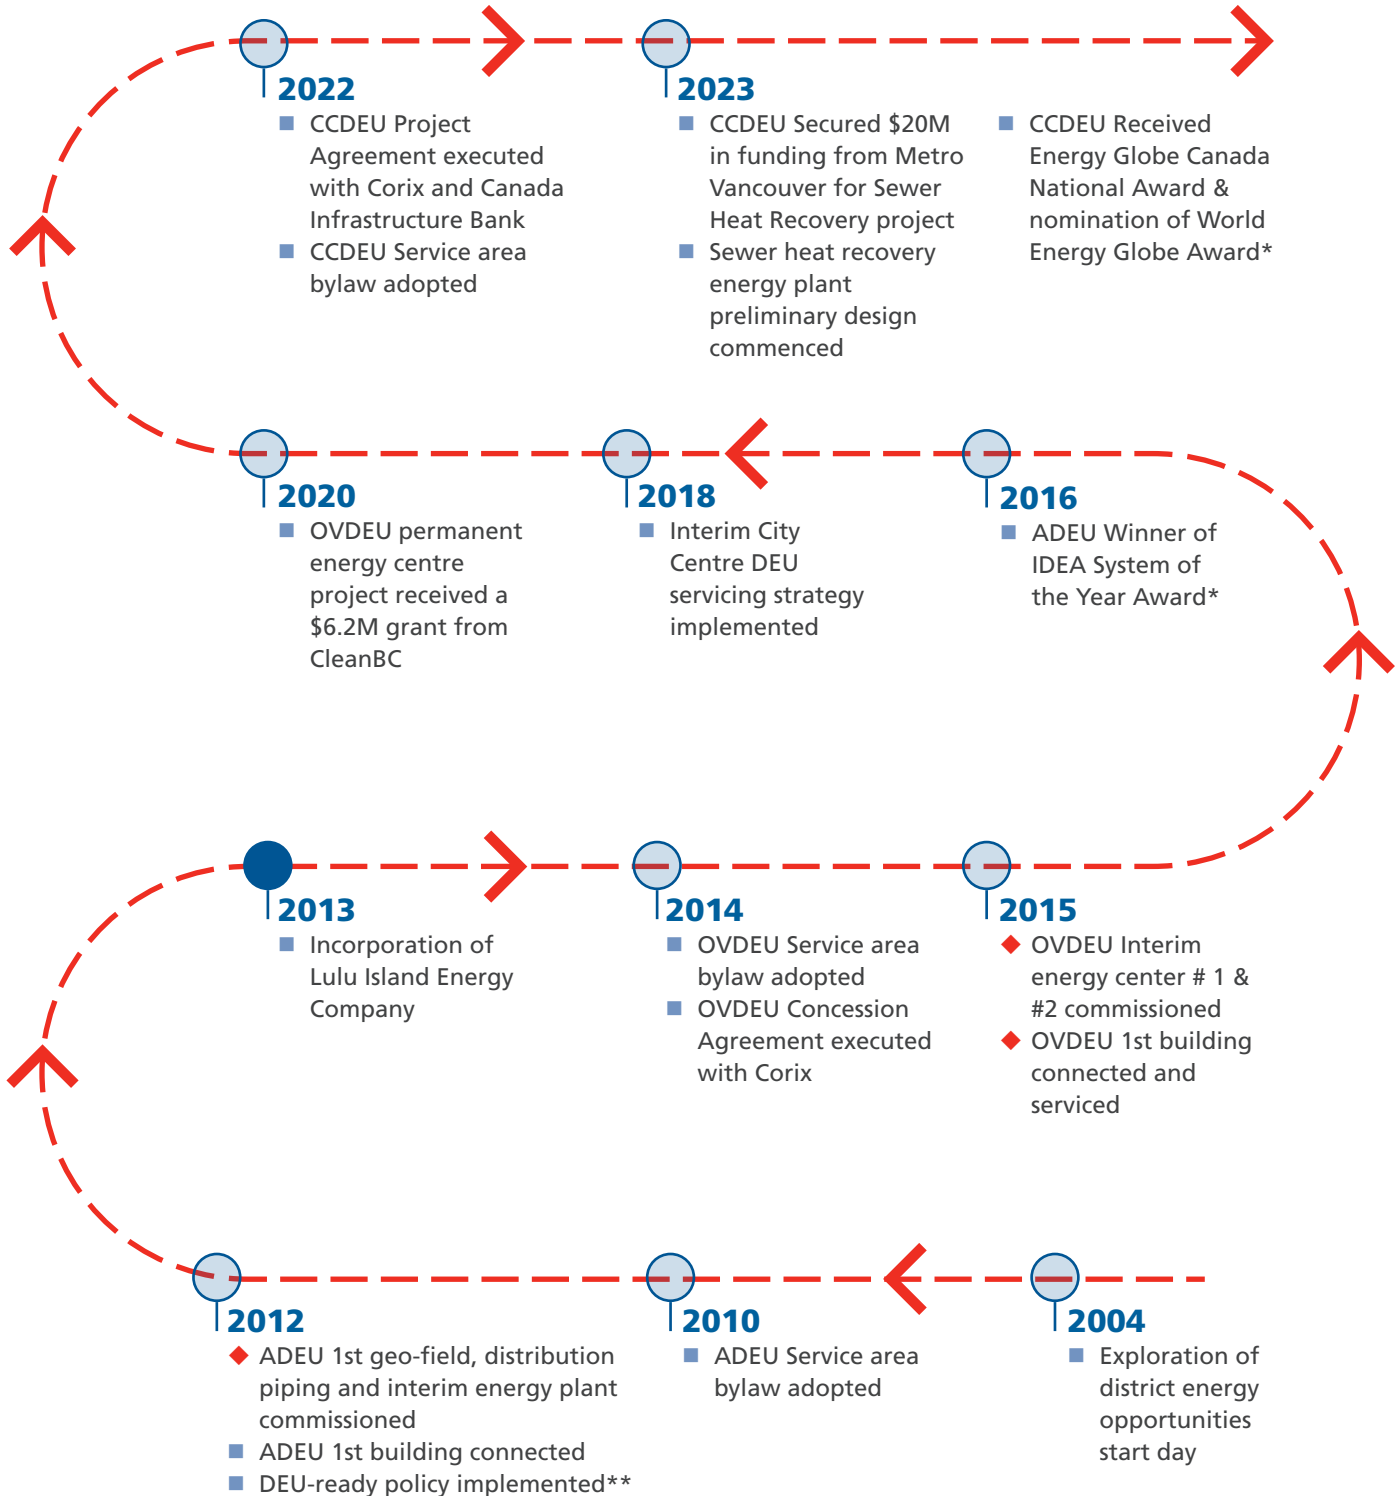 2022
CCDEU Project
Agreement executed
with Corix and Canada
Infrastructure Bank
CCDEU Service area
bylaw adopted
2023
CCDEU Secured $20M
in funding from Metro
Vancouver for Sewer
Heat Recovery project
Sewer heat recovery
energy plant
preliminary design
commenced
CCDEU Received
Energy Globe Canada
National Award &
nomination of World
Energy Globe Award*
2020
OVDEU permanent
energy centre
project received a
$6.2M grant from
CleanBC
2018
Interim City
Centre DEU
servicing strategy
implemented
2016
ADEU Winner of
IDEA System of
the Year Award*
2013
Incorporation of
Lulu Island Energy
Company
2014
OVDEU Service area
bylaw adopted
OVDEU Concession
Agreement executed
with Corix
2015
OVDEU Interim
energy center # 1 &
#2 commissioned
OVDEU 1st building
connected and
serviced
2012
ADEU 1st geo-field, distribution
piping and interim energy plant
commissioned
ADEU 1st building connected
DEU-ready policy implemented**
2010
ADEU Service area
bylaw adopted
2004
Exploration of
district energy
opportunities
start day